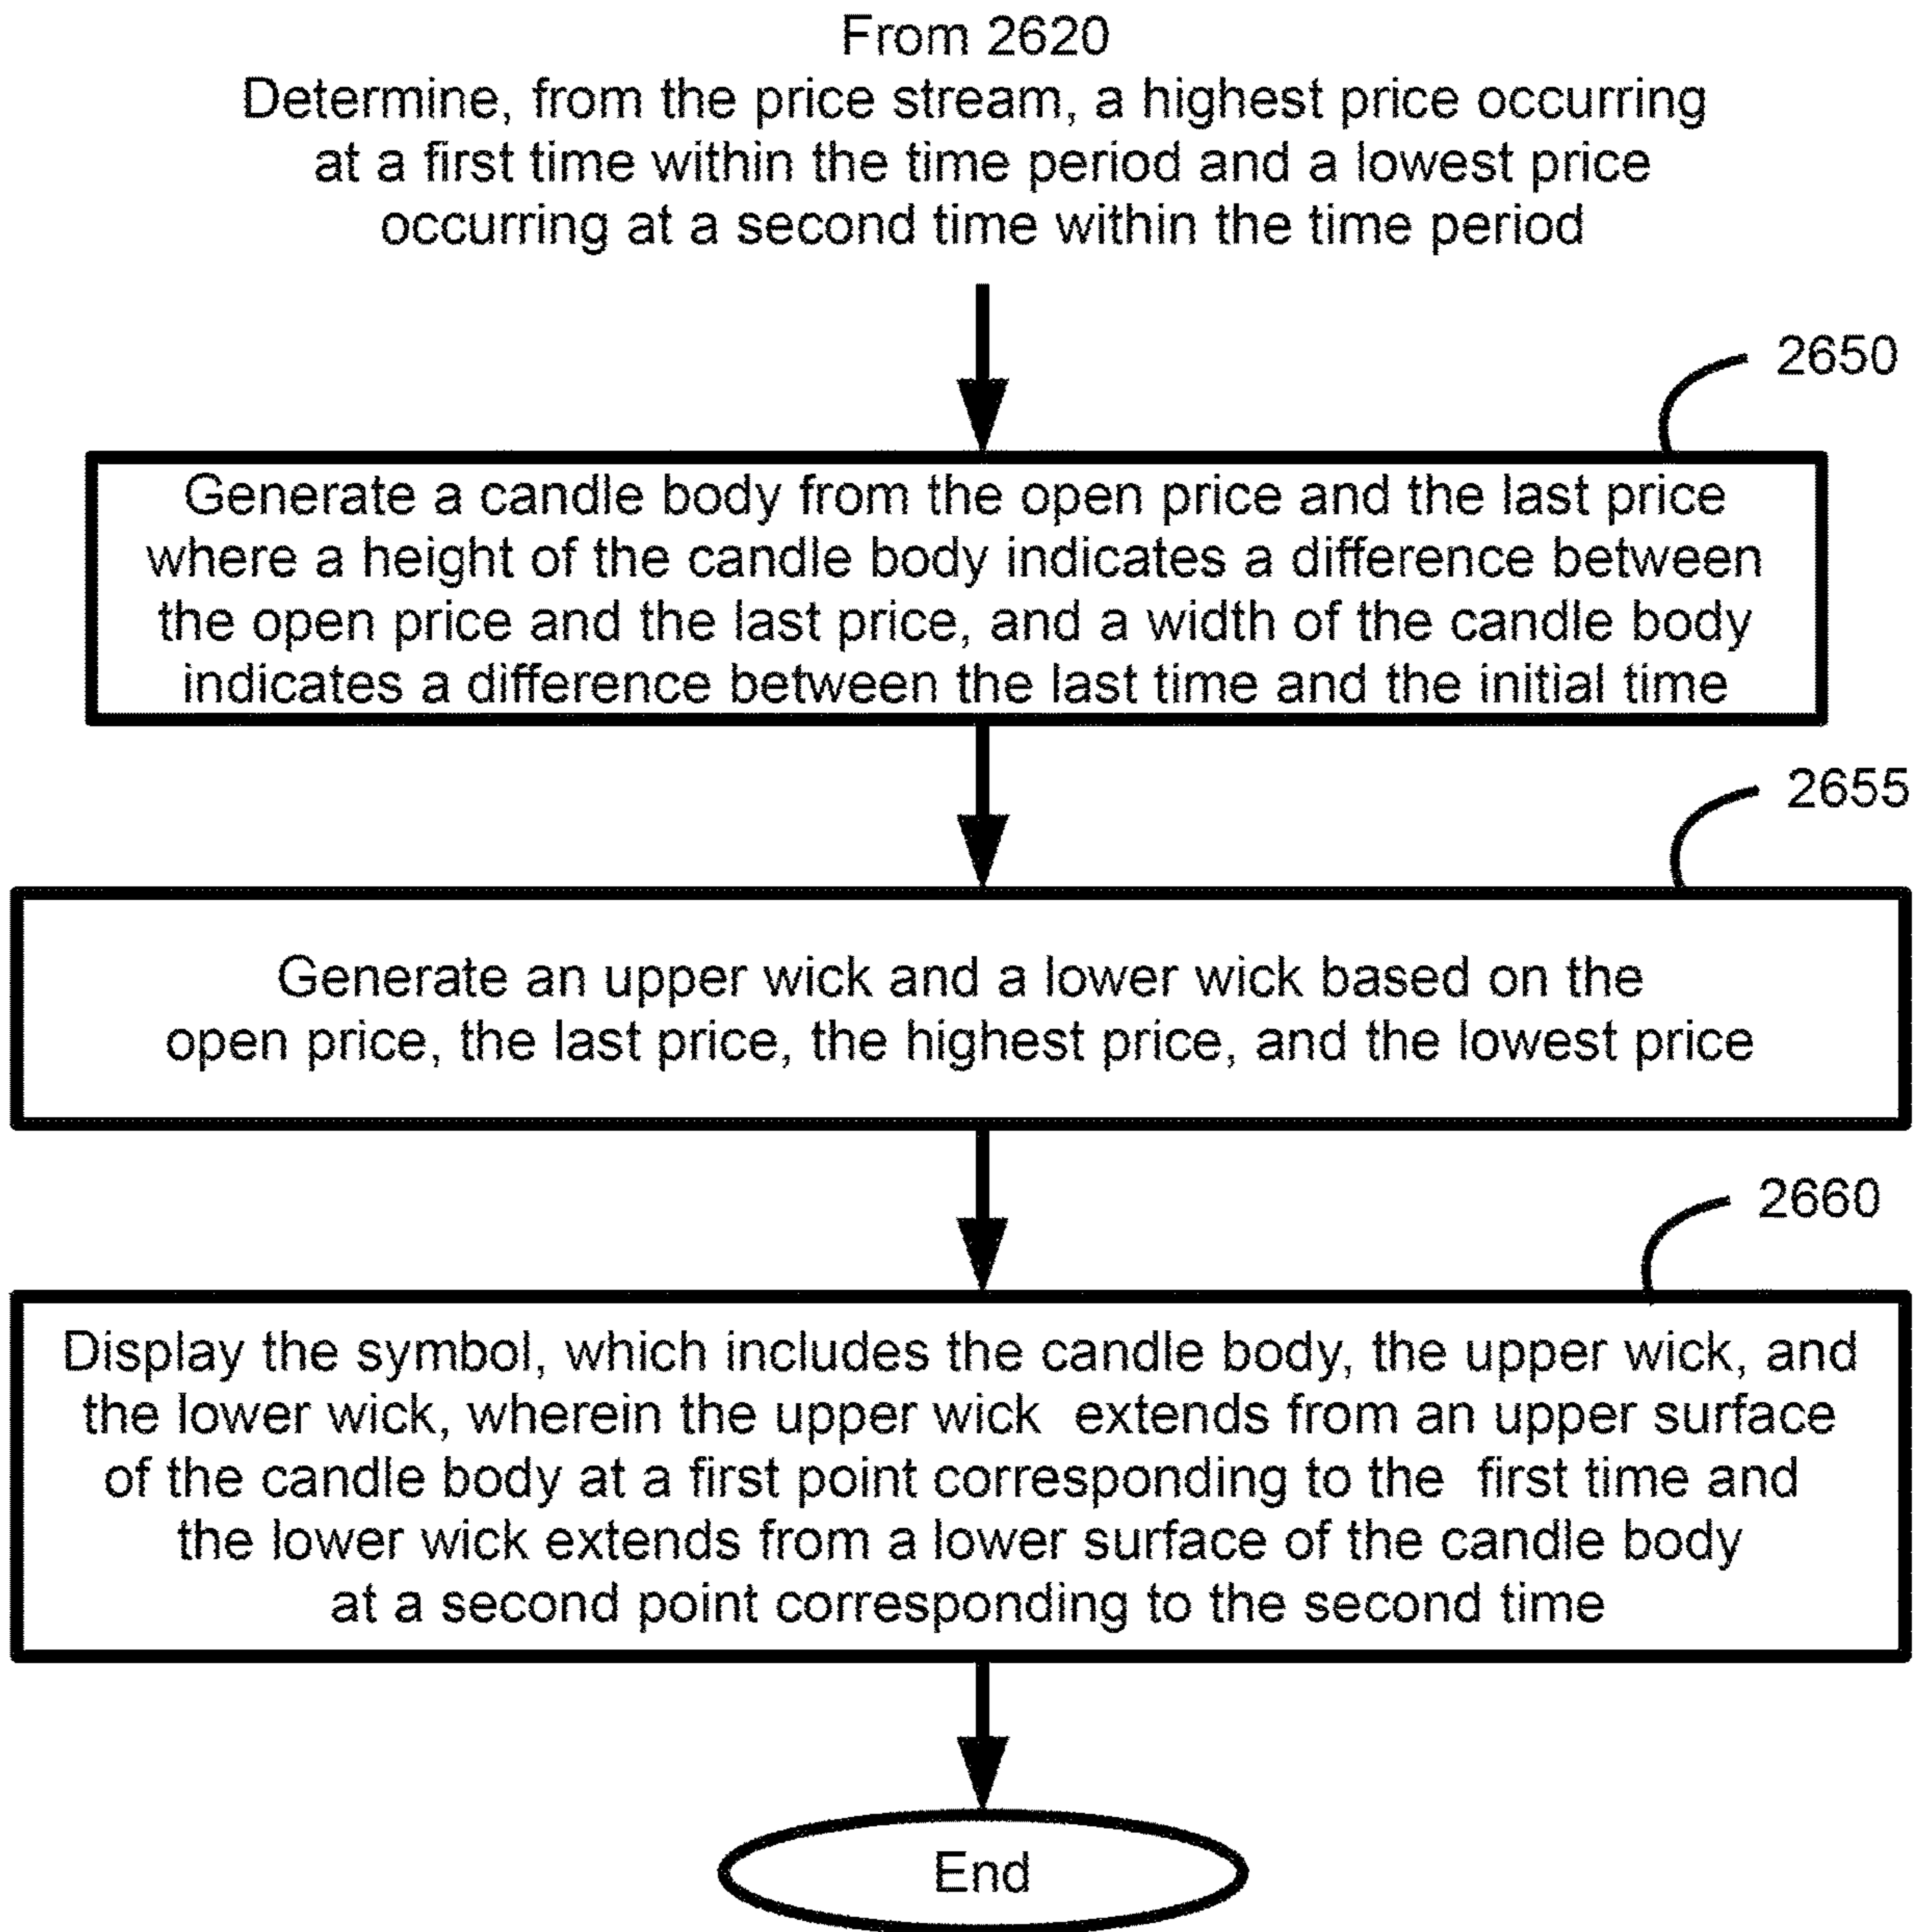 From 2620
Determine, from the price stream, a highest price occurring
at a first time within the time period and a lowest price
occurring at a second time within the time period
2650
Generate a candle body from the open price and the last price
where a height of the candle body indicates a difference between
the open price and the last price, and a width of the candle body
indicates a difference between the last time and the initial time
2655
Generate an upper wick and a lower wick based on the
open price, the last price, the highest price, and the lowest price
2660
Display the symbol, which includes the candle body, the upper wick, and
the lower wick, wherein the upper wick extends from an upper surface
of the candle body at a first point corresponding to the first time and
the lower wick extends from a lower surface of the candle body
at a second point corresponding to the second time
End